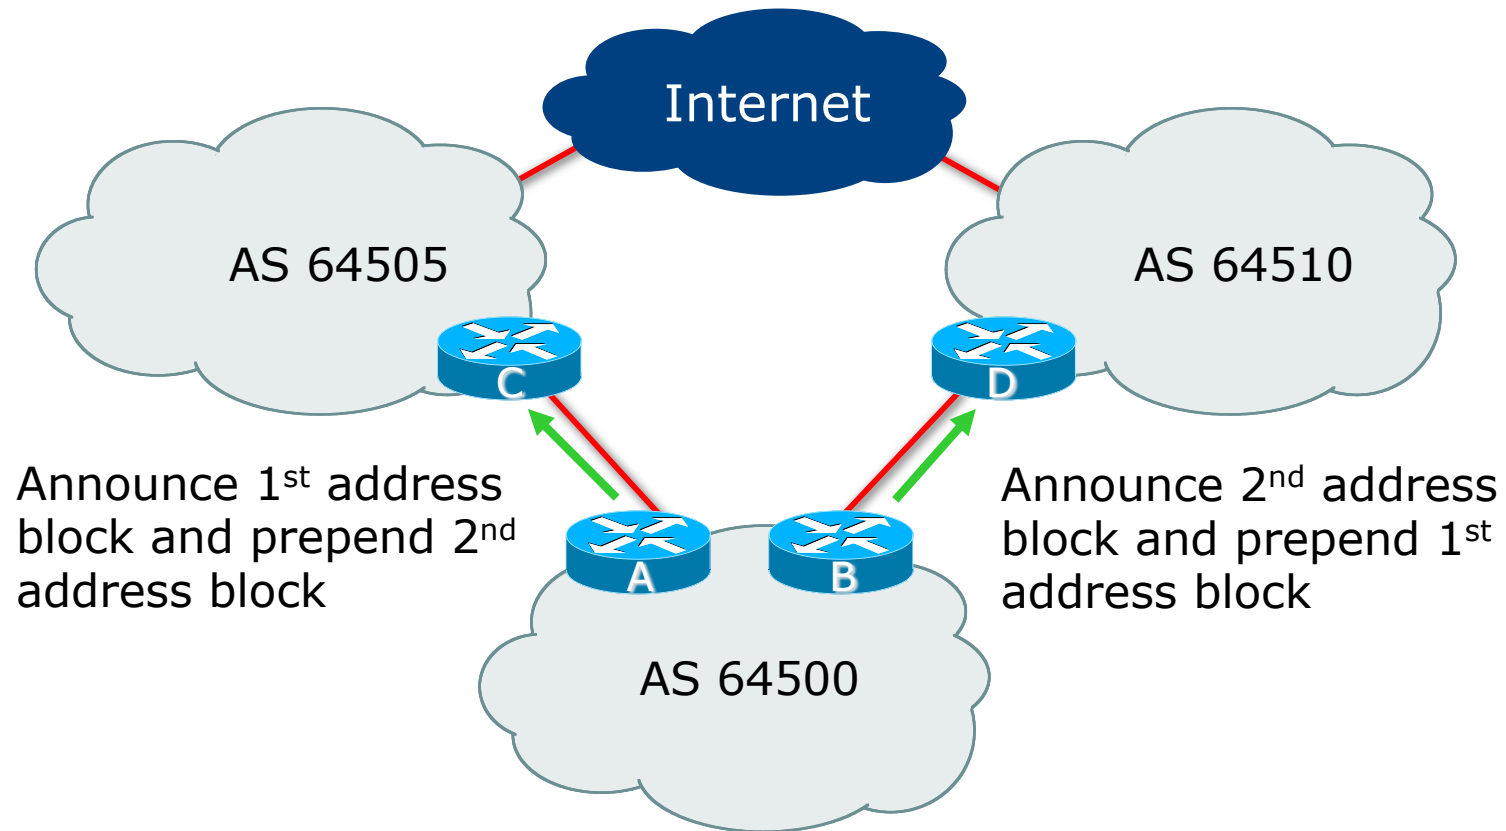 Internet
AS 64505
AS 64510
C
D
Announce 1st address
block and prepend 2nd
address block
Announce 2nd address
block and prepend 1st
address block
A
B
AS 64500